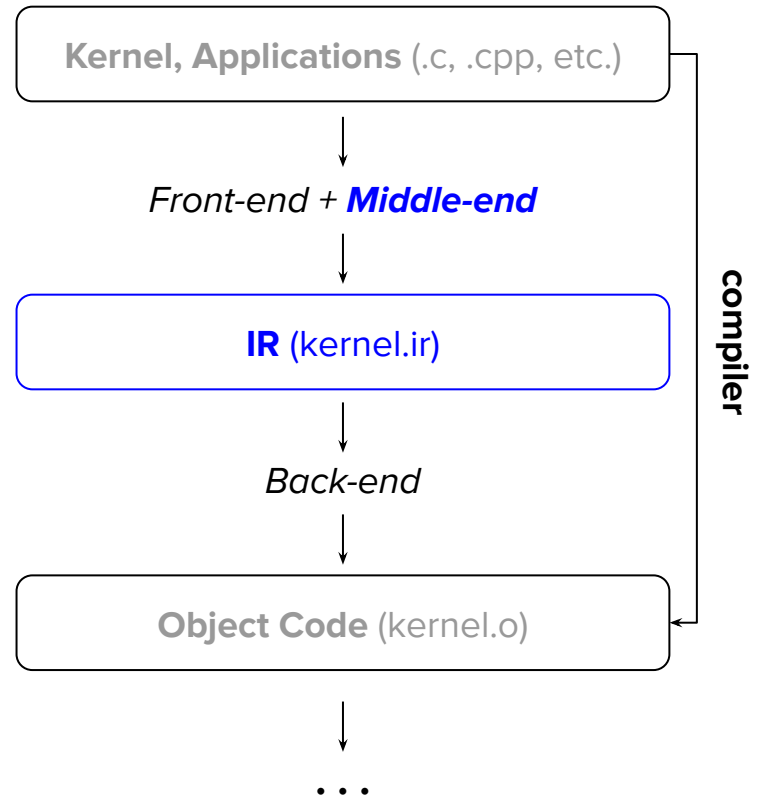 Kernel, Applications (.c, .cpp, etc.)
Front-end + Middle-end
IR (kernel.ir)
compiler
Back-end
Object Code (kernel.o)
...